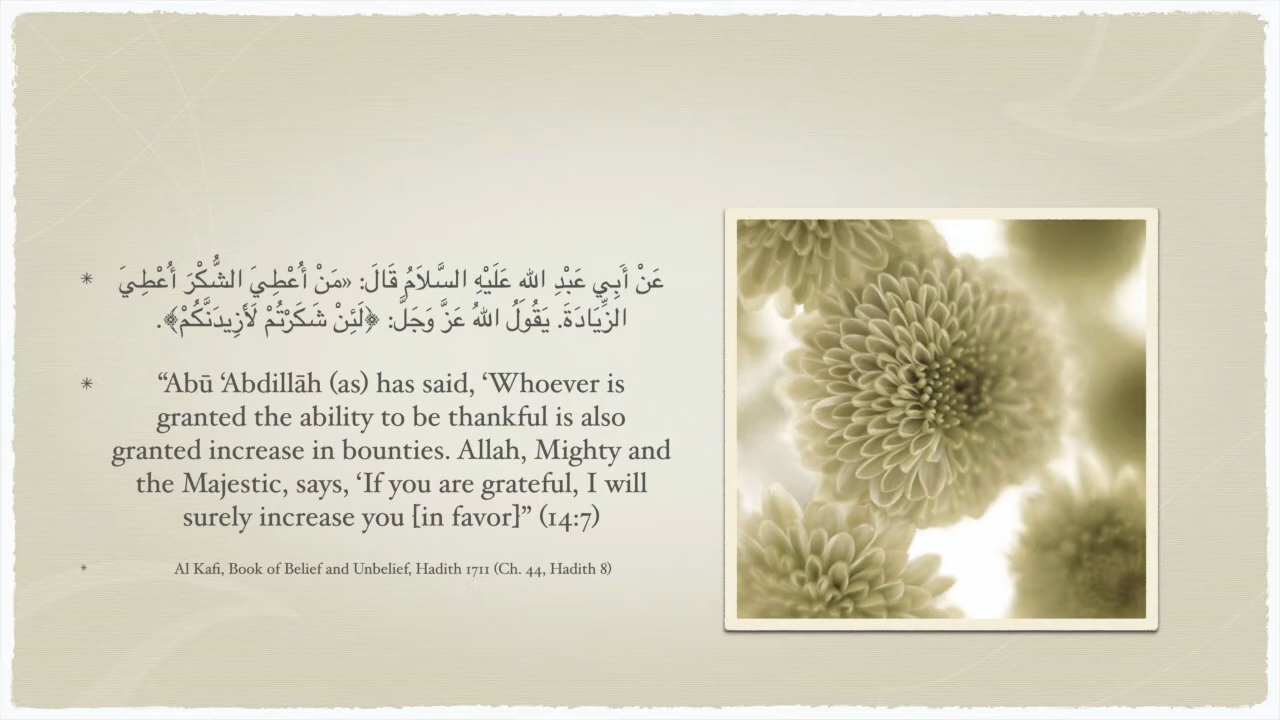 عَنْ أَبِي عَبْدِ اللهِ عَلَيْهِ السَّلاَمُ قَالَ: «مَنْ أُعْطِيَ الشُّكْرَ أُعْطِيَ
الزِّيَادَةَ. يَقُولُ اللهُ عَزَّ وَجَلَّ: ﴿لَئِنْ شَكَرْتُمْ لَأَزِيدَنَّكُمْ﴾.
“Abū ‘Abdillāh (as) has said, ‘Whoever is
granted the ability to be thankful is also
granted increase in bounties. Allah, Mighty and
the Majestic, says, ‘If you are grateful, I will
surely increase you [in favor]” (14:7)
Al Kafi, Book of Belief and Unbelief, Hadith 1711 (Ch. 44, Hadith 8)